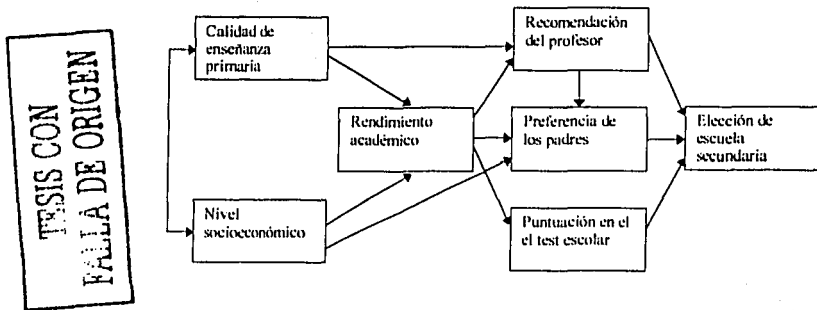 TESIS CON
FALLA DE ORIGEN
Calidad de
enseñanza
primaria
Recomendación
del profesor
Rendimiento
académico
Preferencia de
los padres
Elección de
escuela
secundaria
Nivel
socioeconómico
Puntuación en el
el test escolar